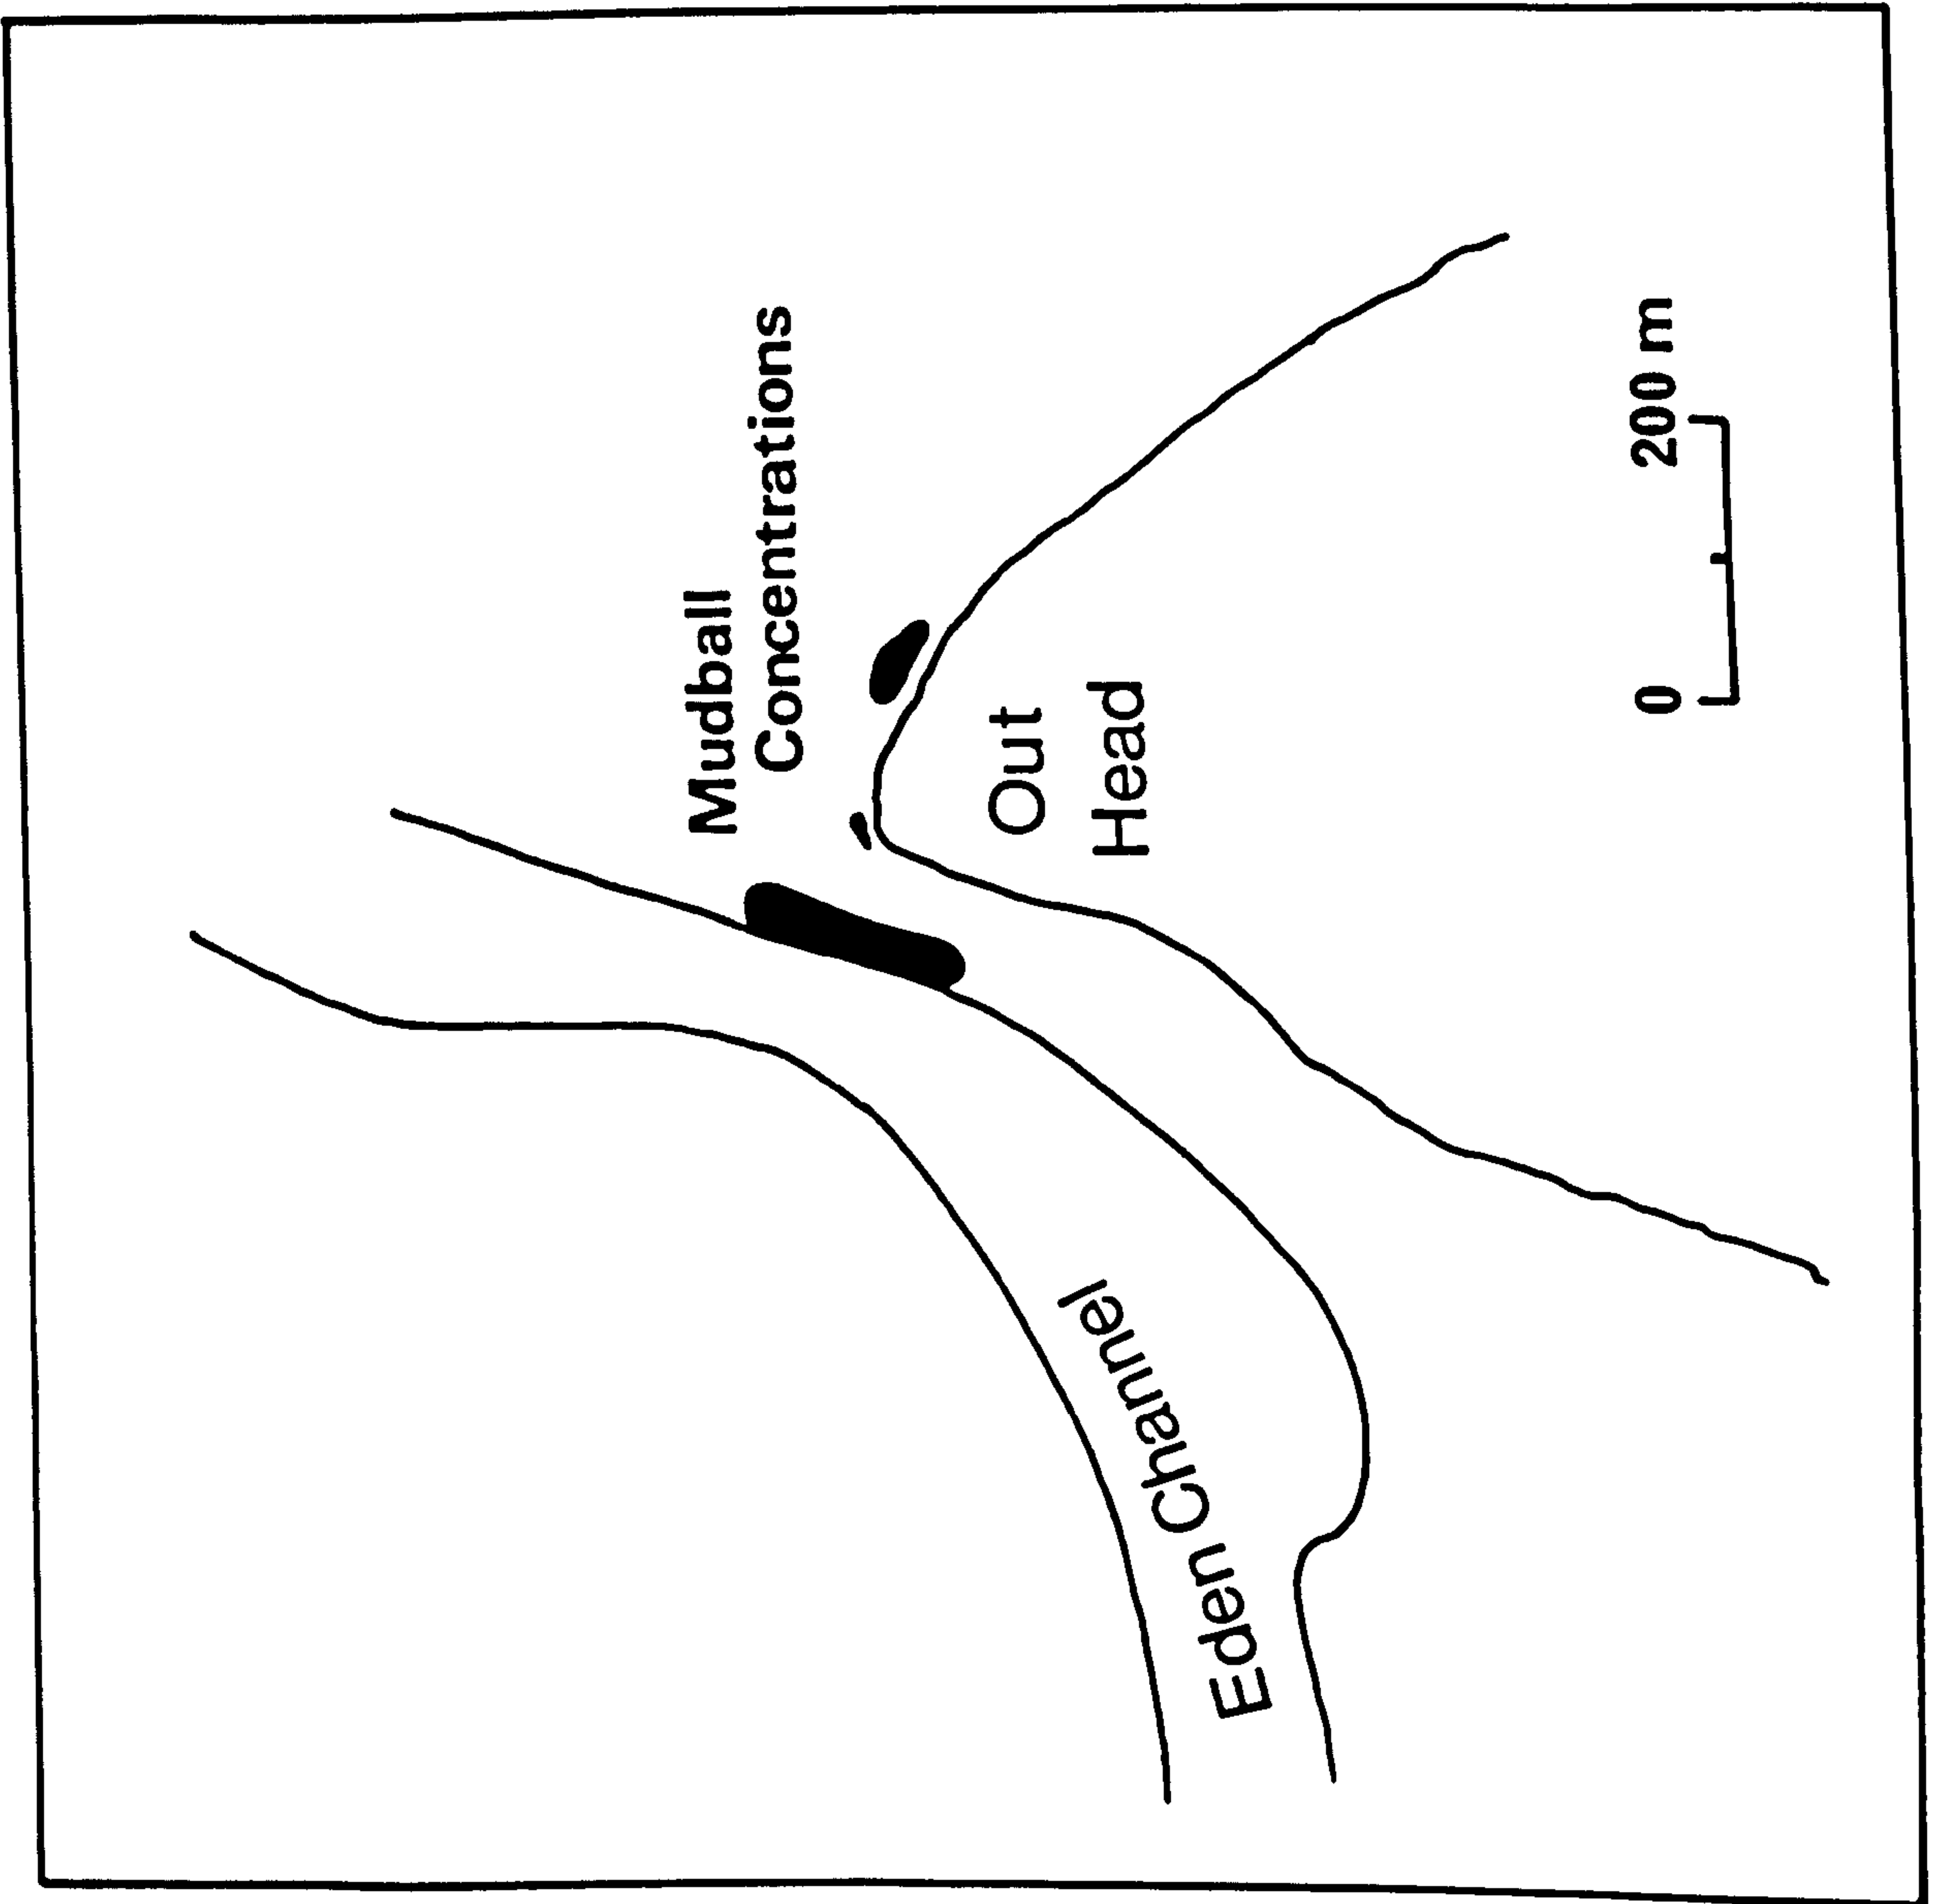 Mudball
Concentrations
Out
Head
Eden Channel
0 200 m